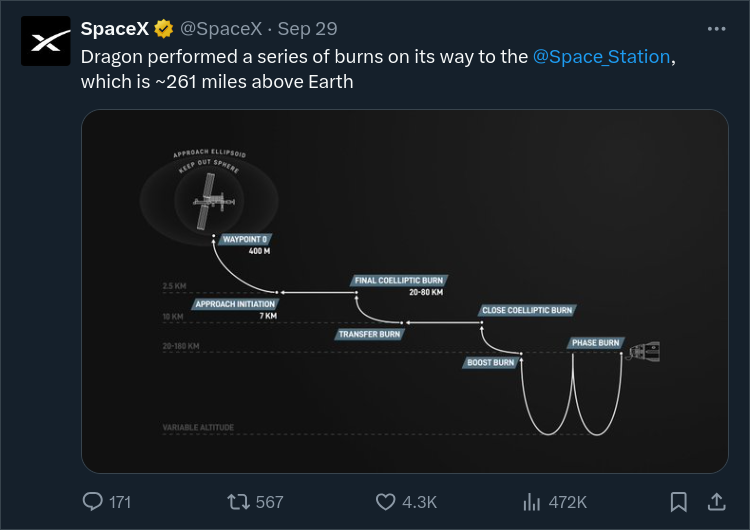 SpaceX @SpaceX · Sep 29
Dragon performed a series of burns on its way to the @Space_Station,
which is ~261 miles above Earth
APPROACH ELLIPSOID
KEEP OUT SPHERE
WAYPOINT 0
400 M
2.5 KM
FINAL COELLIPTIC BURN
20-80 KM
APPROACH INITIATION
7 KM
10 KM
CLOSE COELLIPTIC BURN
TRANSFER BURN
20-180 KM
PHASE BURN
BOOST BURN
VARIABLE ALTITUDE
171 567 4.3K 472K